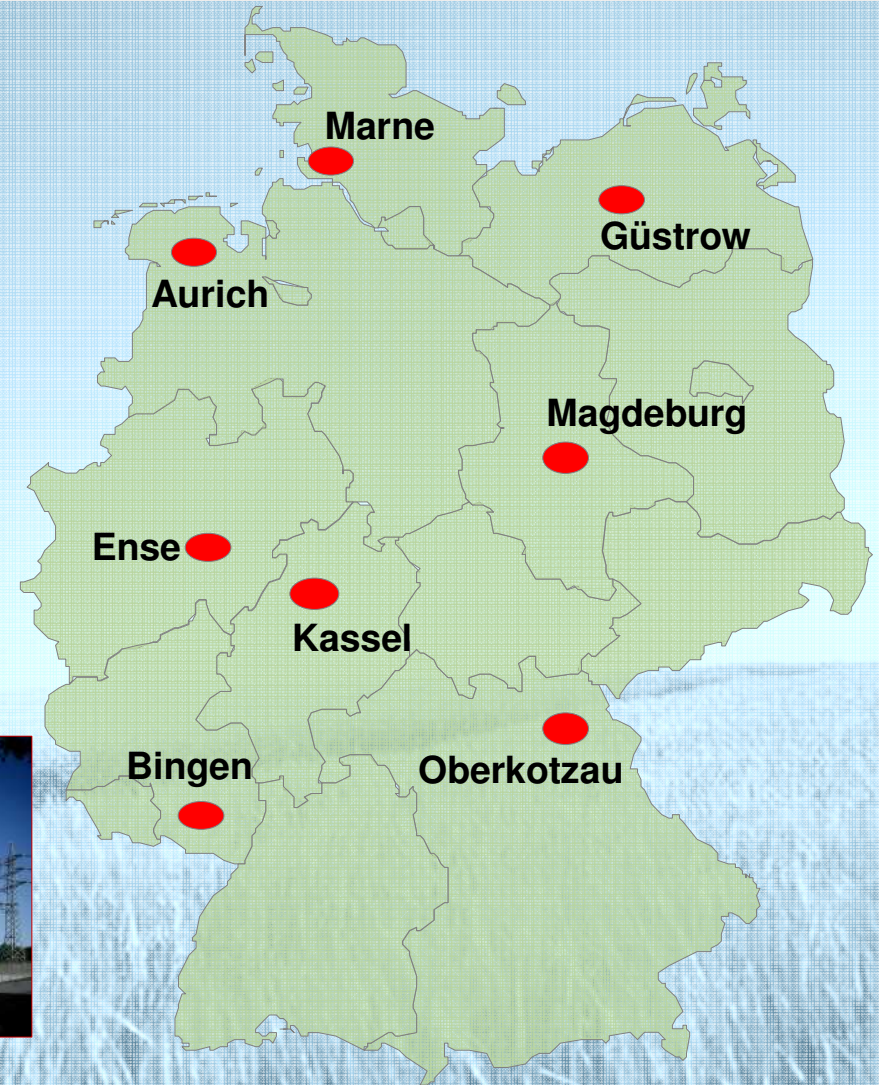 Marne
Güstrow
Aurich
Magdeburg
Ense
Kassel
Bingen
Oberkotzau